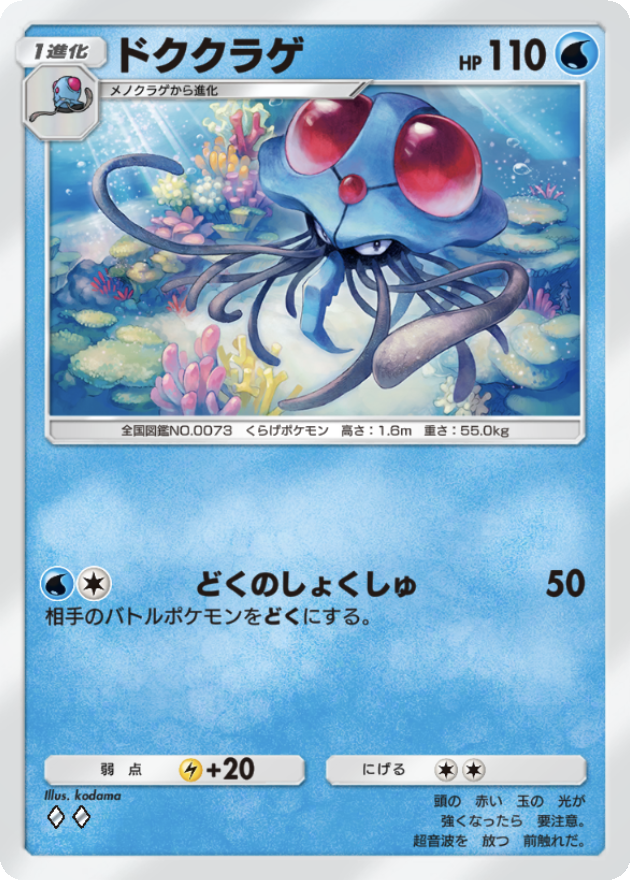 1進化
ドククラゲ
HP 110
メノクラゲから進化
全国図鑑NO.0073 くらげポケモン 高さ：1.6m 重さ：55.0kg
どくのしょくしゅ 50
相手のバトルポケモンをどくにする。
弱点 +20
にげる
Illus. kodama
頭の 赤い 玉の 光が
強くなったら 要注意。
超音波を 放つ 前触れだ。